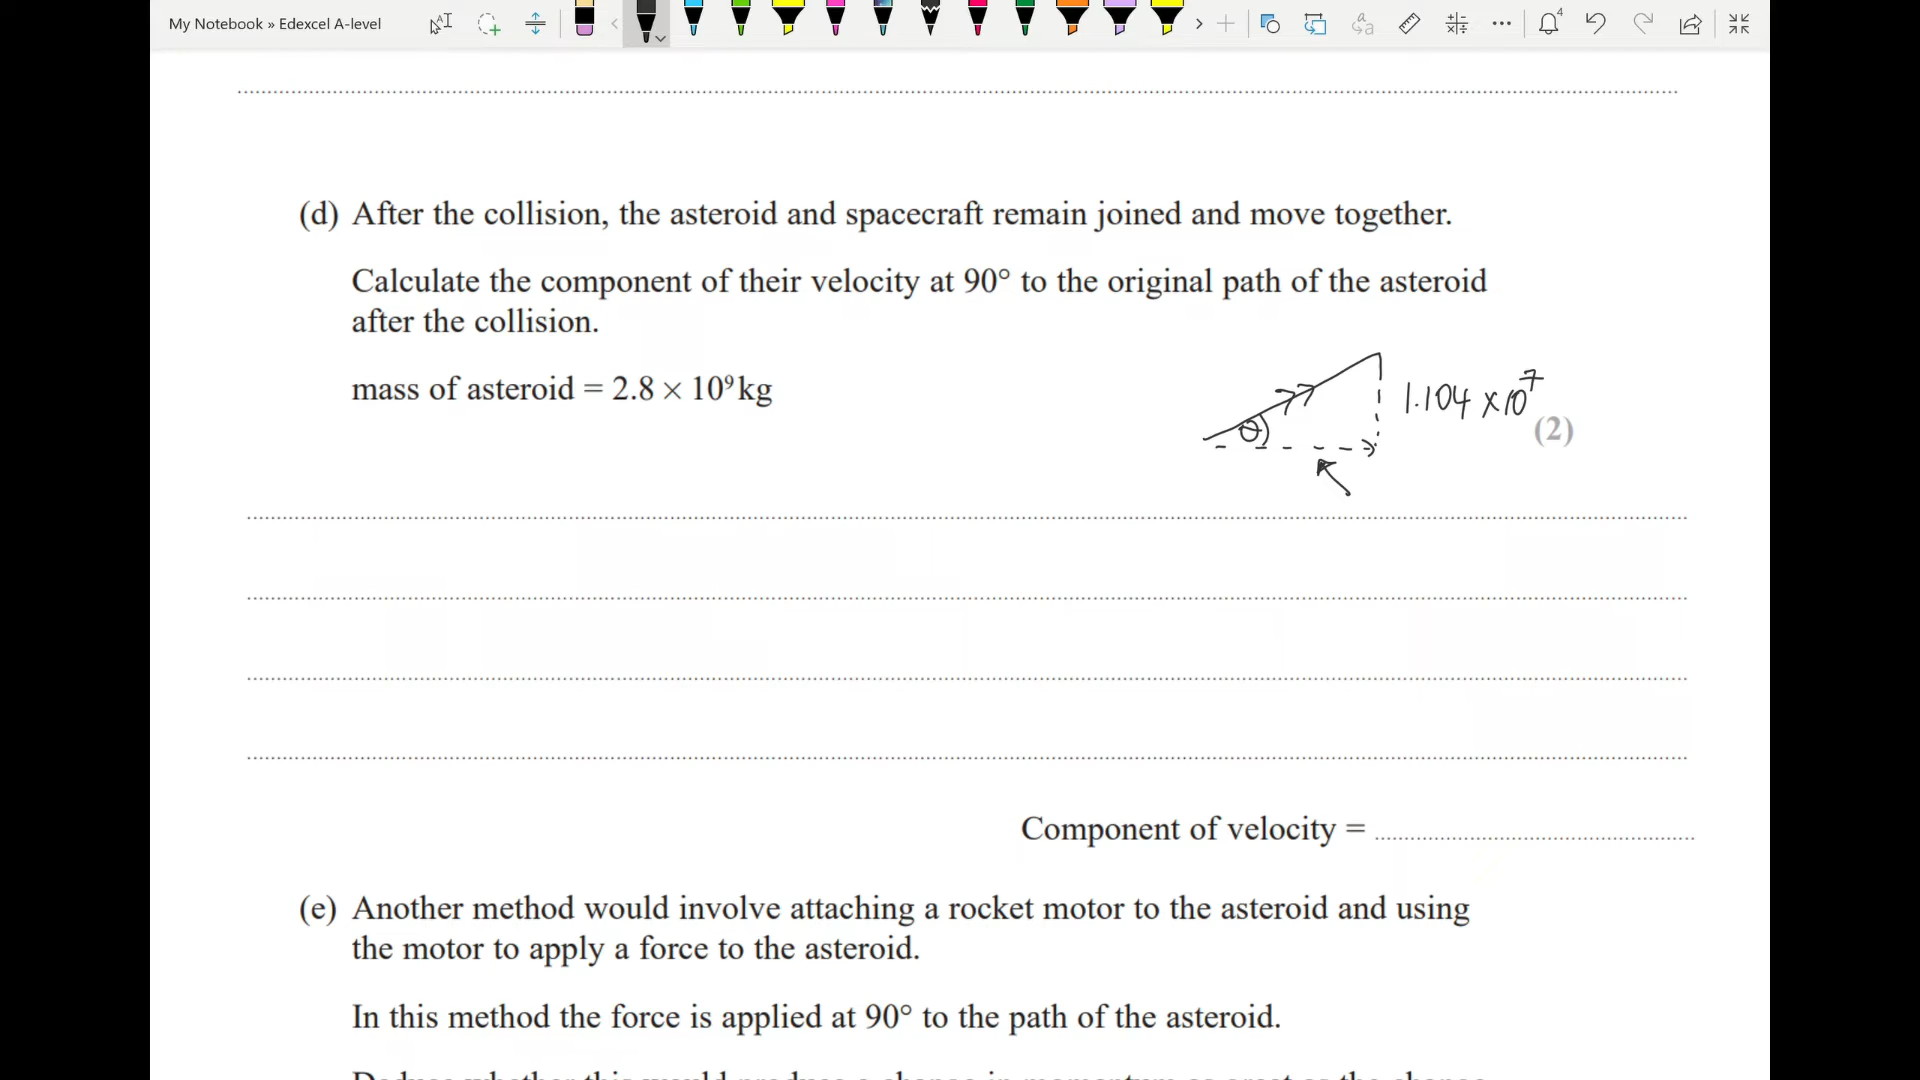 My Notebook » Edexcel A-level
4
(d) After the collision, the asteroid and spacecraft remain joined and move together.
Calculate the component of their velocity at 90° to the original path of the asteroid
after the collision.
mass of asteroid = 2.8 × 10⁹ kg
θ
1.104 × 10⁷
(2)
Component of velocity =
(e) Another method would involve attaching a rocket motor to the asteroid and using
the motor to apply a force to the asteroid.
In this method the force is applied at 90° to the path of the asteroid.